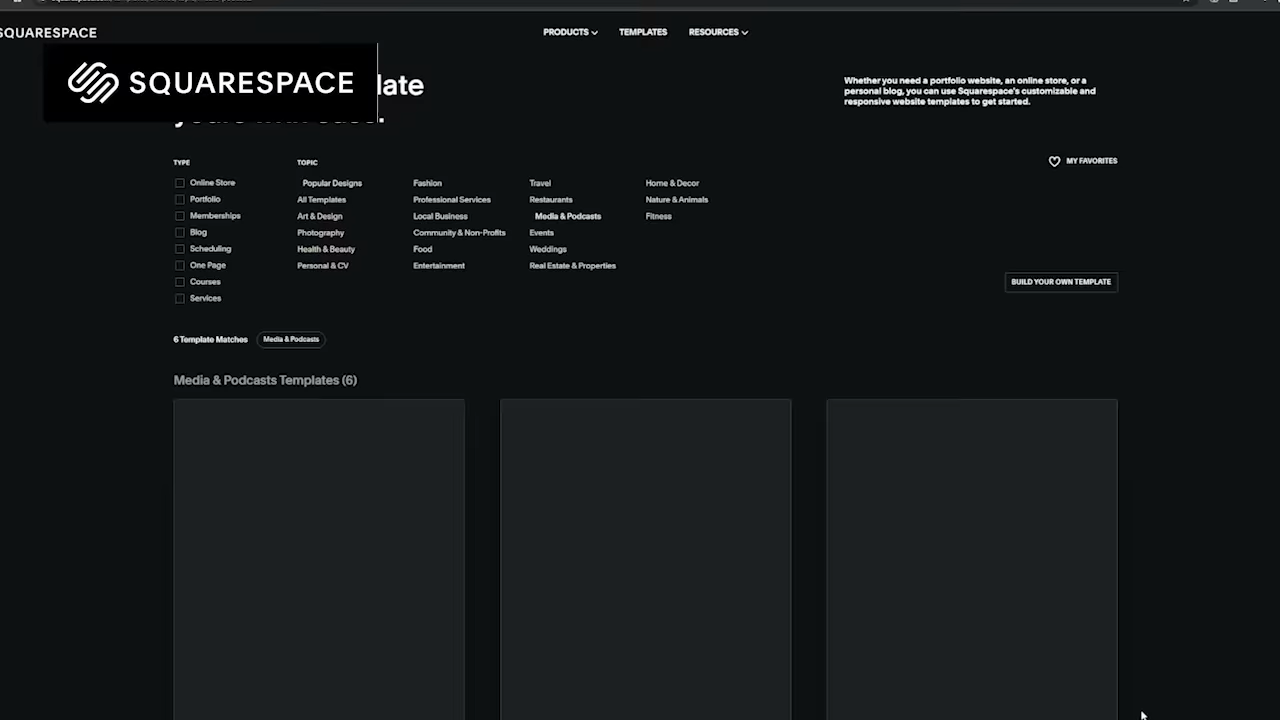 SQUARESPACE
PRODUCTS
TEMPLATES
RESOURCES
SQUARESPACE
Whether you need a portfolio website, an online store, or a
personal blog, you can use Squarespace's customizable and
responsive website templates to get started.
MY FAVORITES
TYPE
Online Store
Portfolio
Memberships
Blog
Scheduling
One Page
Courses
Services
TOPIC
Popular Designs
All Templates
Art & Design
Photography
Health & Beauty
Personal & CV
Fashion
Professional Services
Local Business
Community & Non-Profits
Food
Entertainment
Travel
Restaurants
Media & Podcasts
Events
Weddings
Real Estate & Properties
Home & Decor
Nature & Animals
Fitness
BUILD YOUR OWN TEMPLATE
6 Template Matches
Media & Podcasts
Media & Podcasts Templates (6)